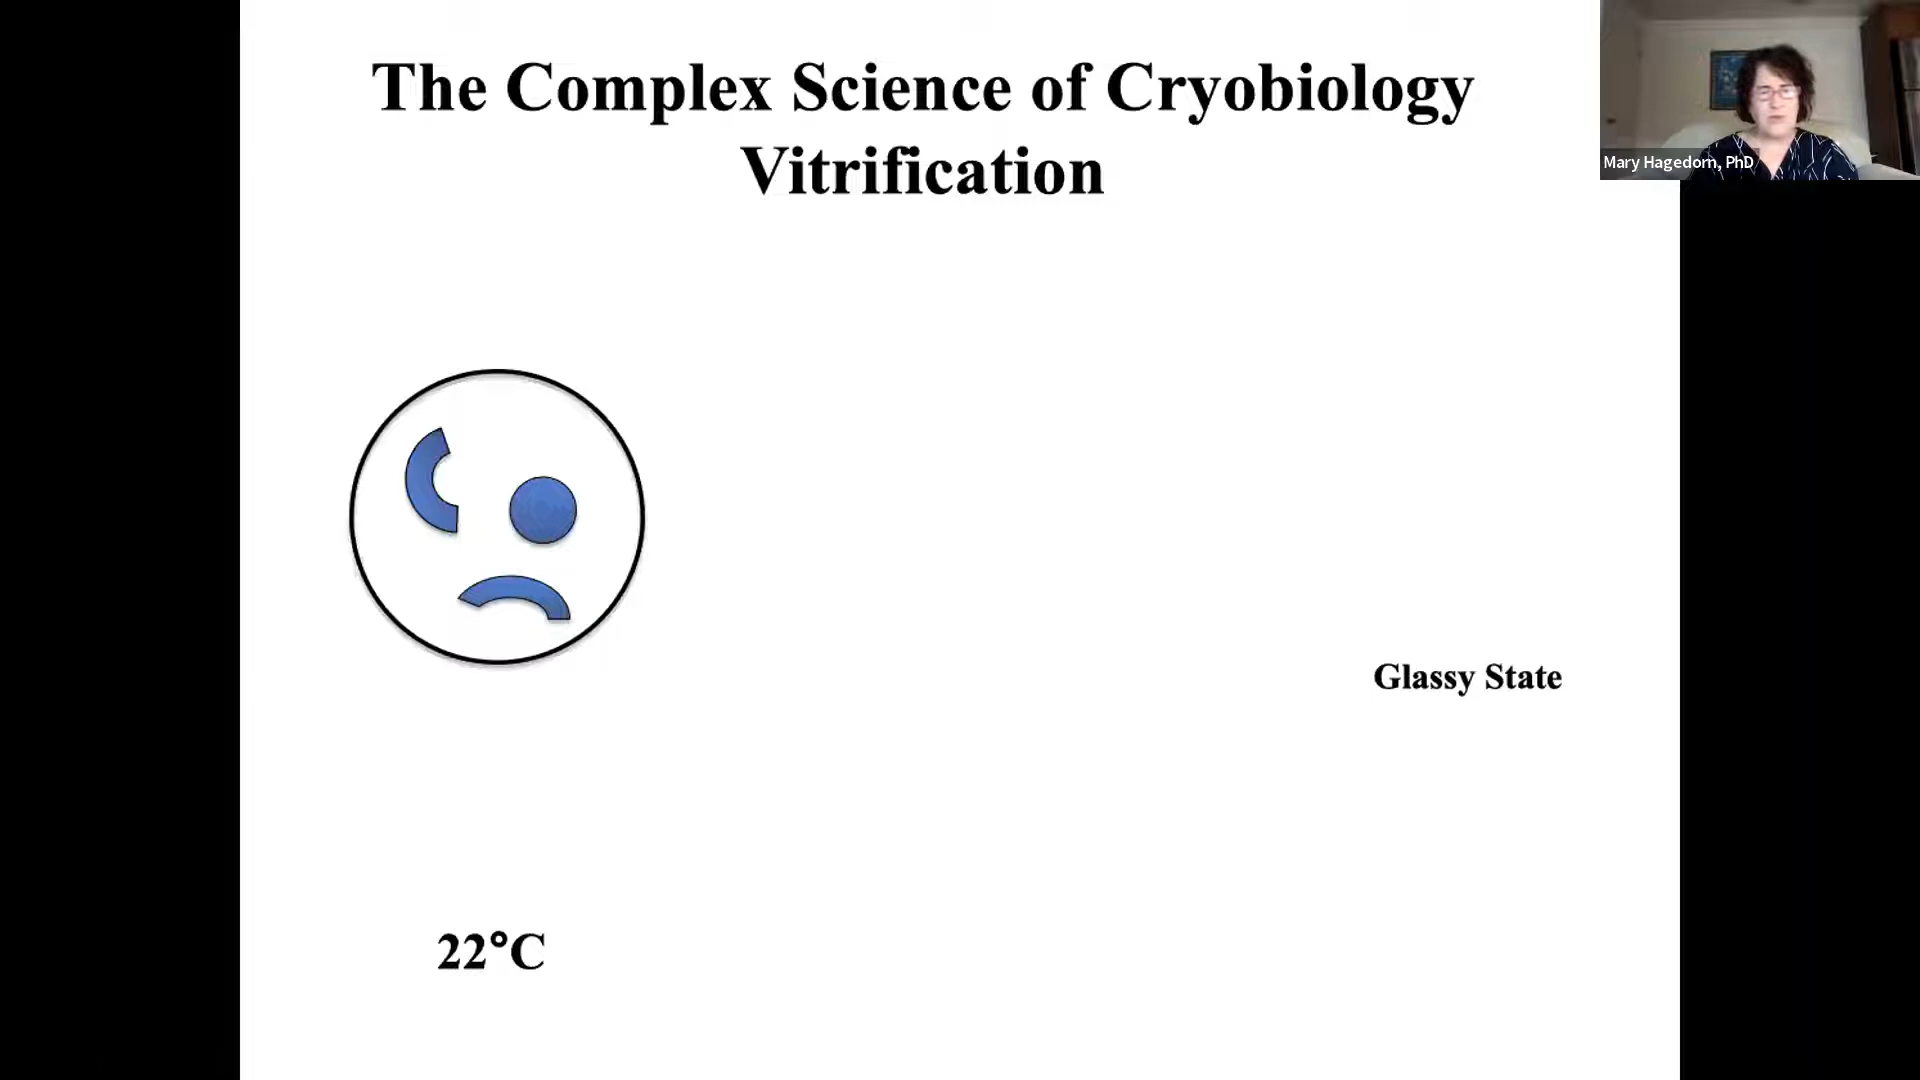 The Complex Science of Cryobiology
Vitrification
Mary Hagedorn, PhD
Glassy State
22°C